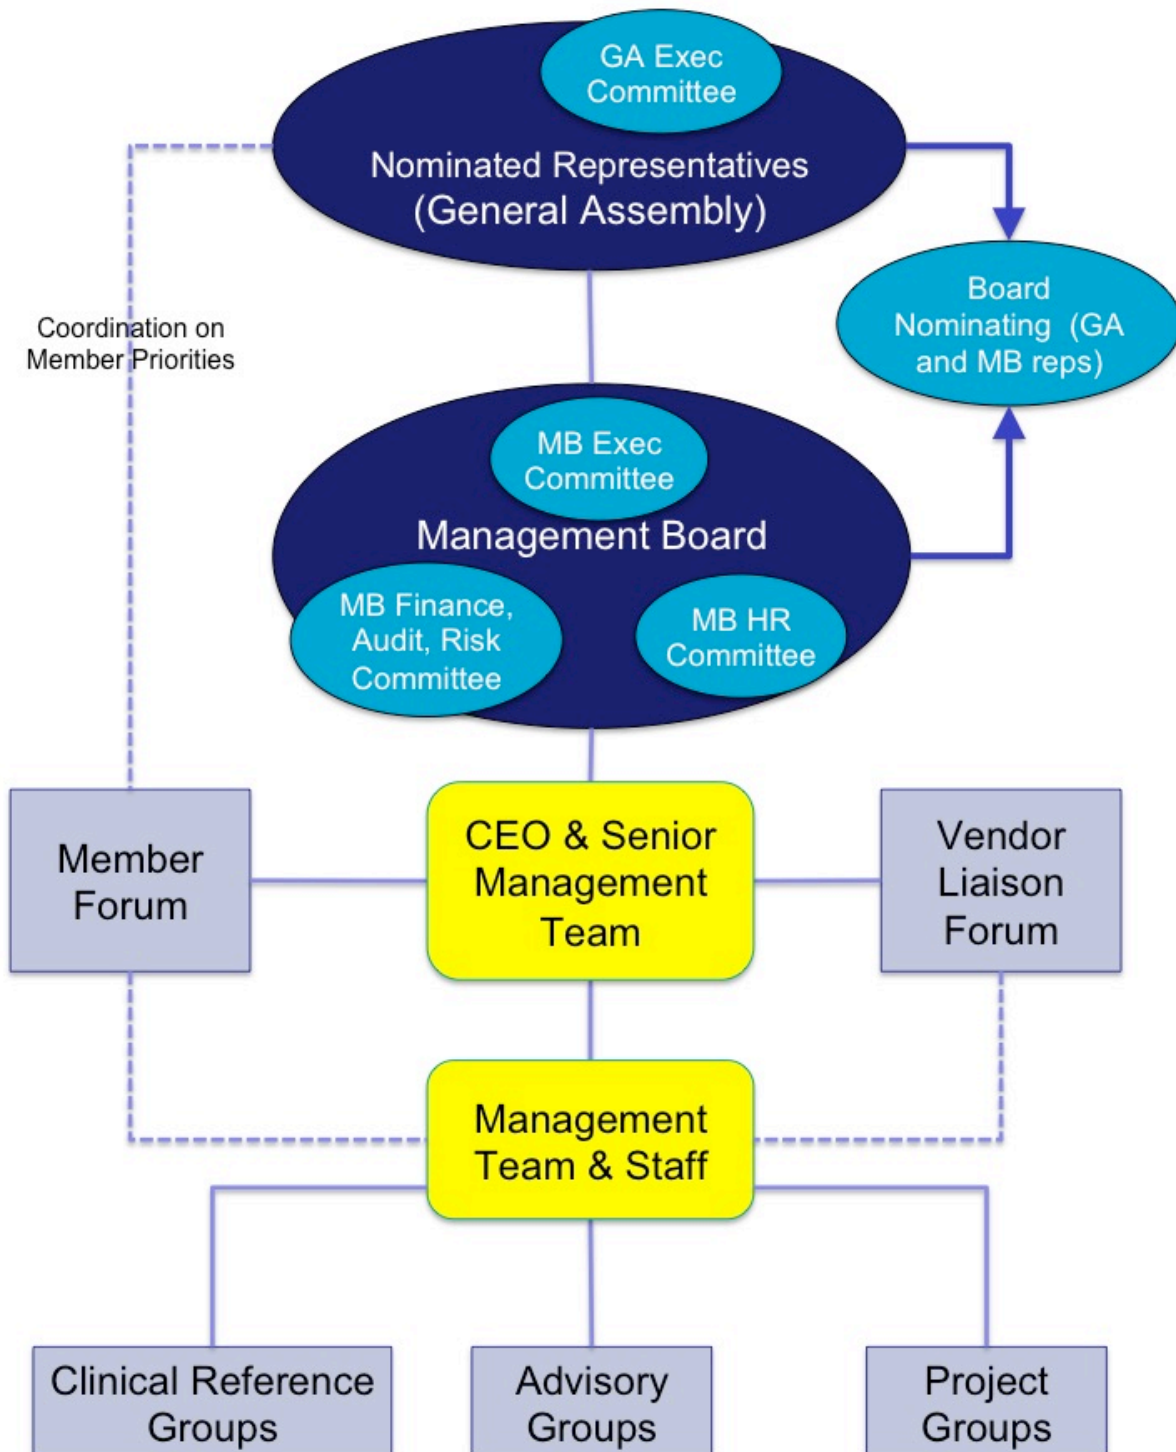 GA Exec
Committee
Nominated Representatives
(General Assembly)
Board
Nominating (GA
and MB reps)
Coordination on
Member Priorities
MB Exec
Committee
Management Board
MB Finance,
Audit, Risk
Committee
MB HR
Committee
Member
Forum
CEO & Senior
Management
Team
Vendor
Liaison
Forum
Management
Team & Staff
Clinical Reference
Groups
Advisory
Groups
Project
Groups